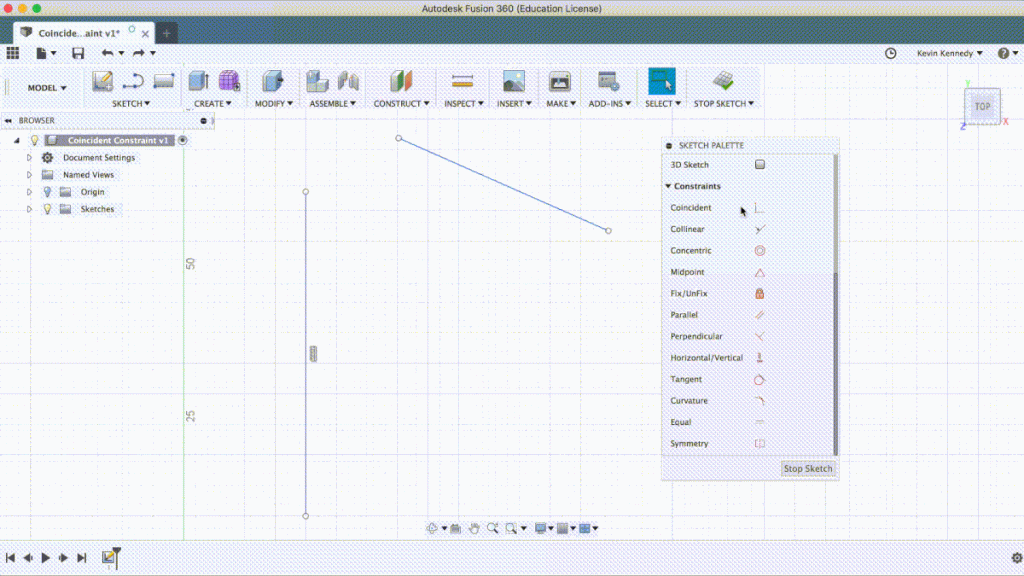 Autodesk Fusion 360 (Education License)
Coincide...aint v1*
Kevin Kennedy
MODEL
SKETCH
CREATE
MODIFY
ASSEMBLE
CONSTRUCT
INSPECT
INSERT
MAKE
ADD-INS
SELECT
STOP SKETCH
TOP
Y
X
Z
BROWSER
Coincident Constraint v1
Document Settings
Named Views
Origin
Sketches
50
25
SKETCH PALETTE
3D Sketch
Constraints
Coincident
Collinear
Concentric
Midpoint
Fix/UnFix
Parallel
Perpendicular
Horizontal/Vertical
Tangent
Curvature
Equal
Symmetry
Stop Sketch